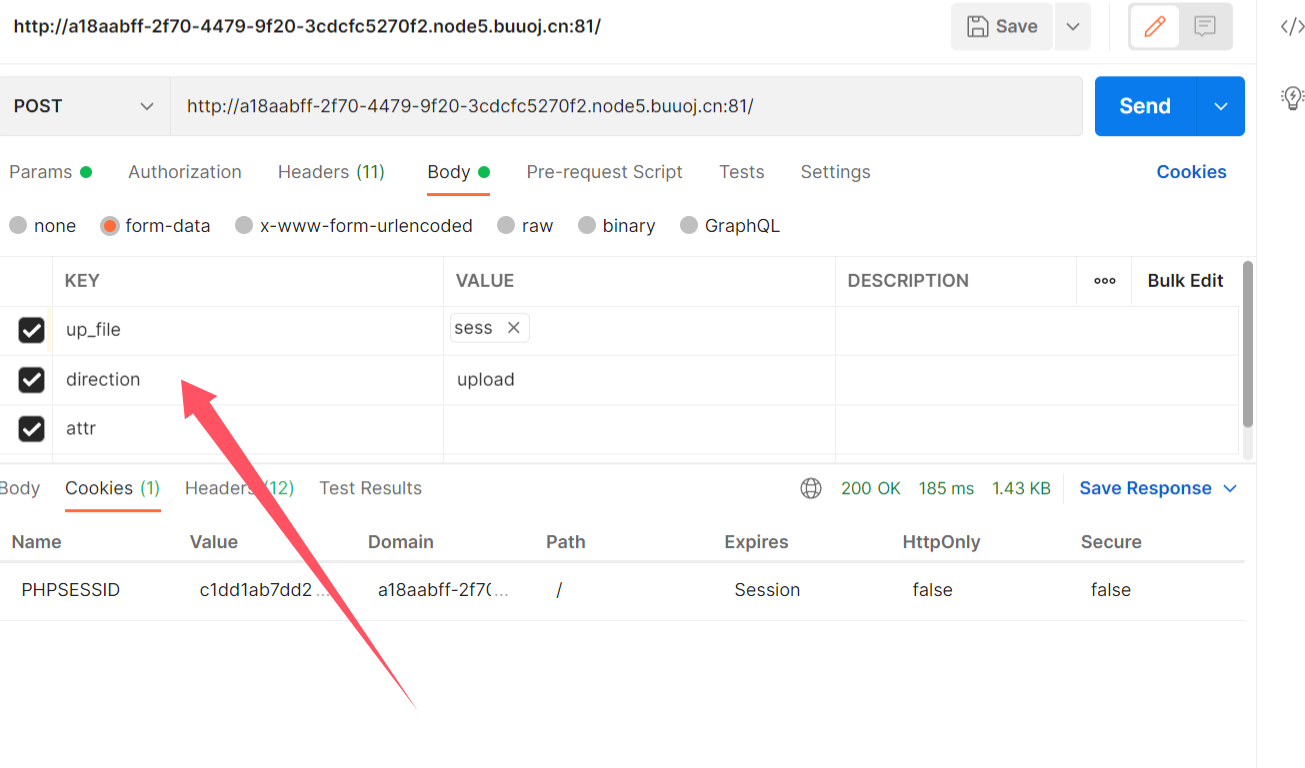 http://a18aabff-2f70-4479-9f20-3cdcfc5270f2.node5.buuoj.cn:81/
Save
POST
http://a18aabff-2f70-4479-9f20-3cdcfc5270f2.node5.buuoj.cn:81/
Send
Params Authorization Headers (11) Body Pre-request Script Tests Settings Cookies
none form-data x-www-form-urlencoded raw binary GraphQL
KEY VALUE DESCRIPTION ooo Bulk Edit
up_file sess
direction upload
attr
Body Cookies (1) Headers (12) Test Results 200 OK 185 ms 1.43 KB Save Response
Name Value Domain Path Expires HttpOnly Secure
PHPSESSID c1dd1ab7dd2... a18aabff-2f70... / Session false false